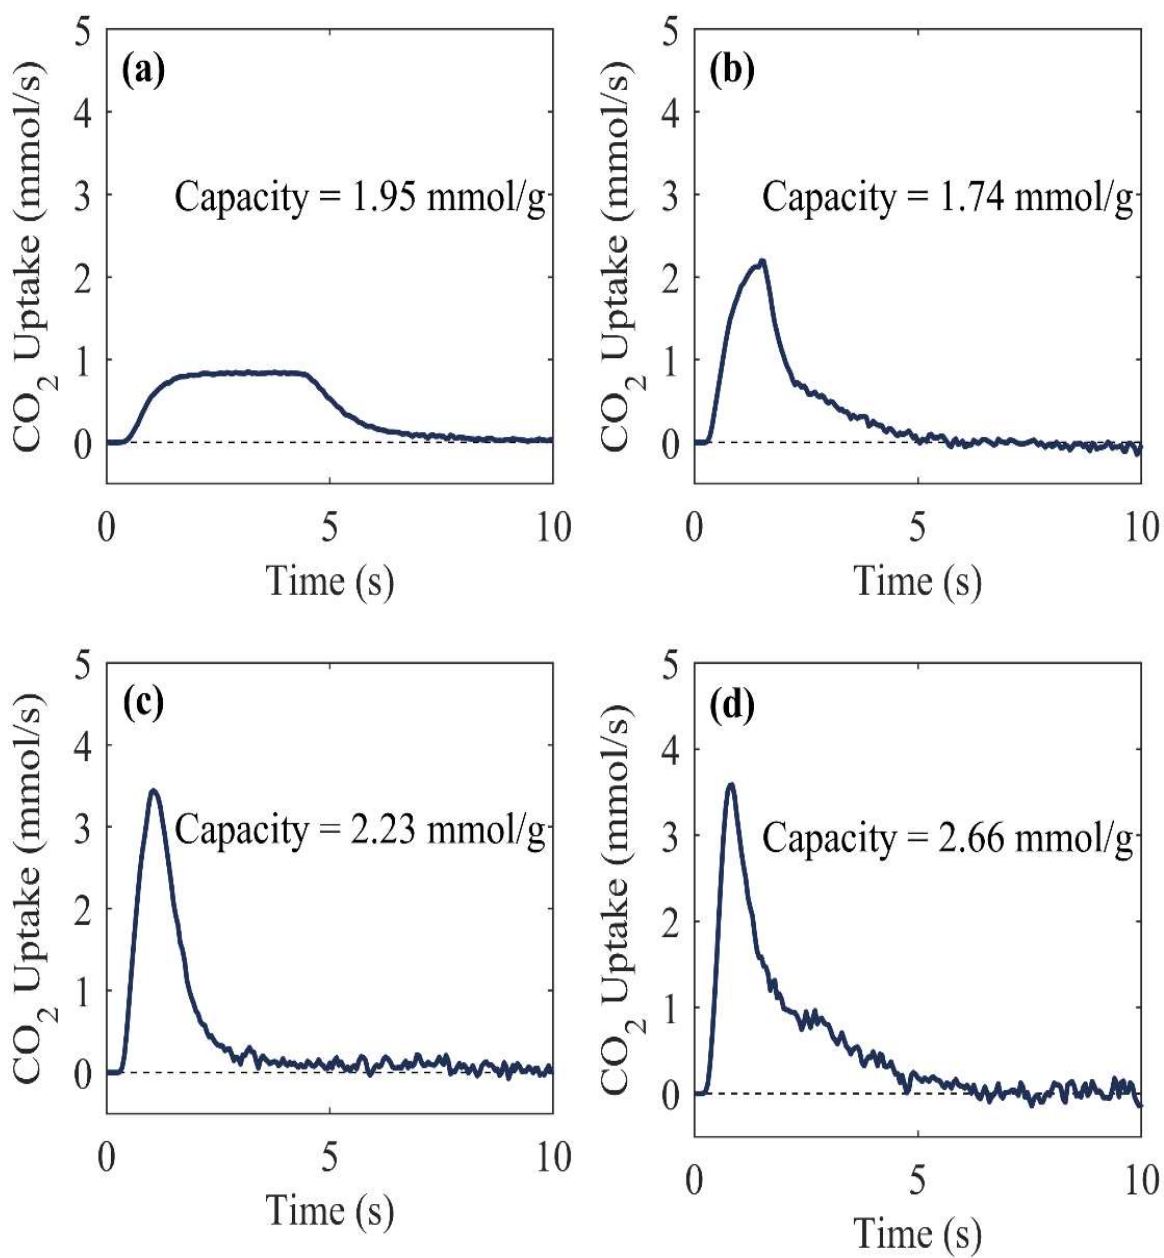 (a)
Capacity = 1.95 mmol/g
CO2 Uptake (mmol/s)
5
4
3
2
1
0
0 5 10
Time (s)
(b)
Capacity = 1.74 mmol/g
CO2 Uptake (mmol/s)
5
4
3
2
1
0
0 5 10
Time (s)
(c)
Capacity = 2.23 mmol/g
CO2 Uptake (mmol/s)
5
4
3
2
1
0
0 5 10
Time (s)
(d)
Capacity = 2.66 mmol/g
CO2 Uptake (mmol/s)
5
4
3
2
1
0
0 5 10
Time (s)